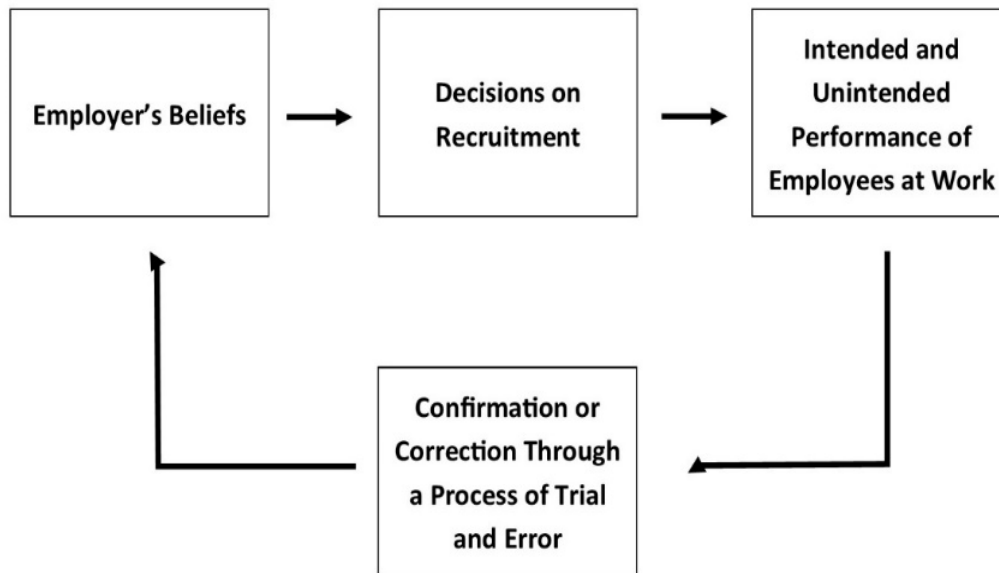 Employer’s Beliefs
Decisions on
Recruitment
Intended and
Unintended
Performance of
Employees at Work
Confirmation or
Correction Through
a Process of Trial
and Error